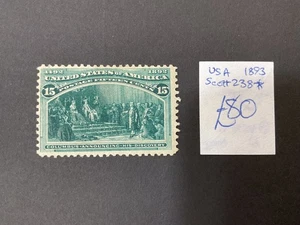 1492 1892
UNITED STATES OF AMERICA
POSTAGE FIFTEEN CENTS
15 15
COLUMBUS ANNOUNCING HIS DISCOVERY
USA 1893
Scott 238*
£80